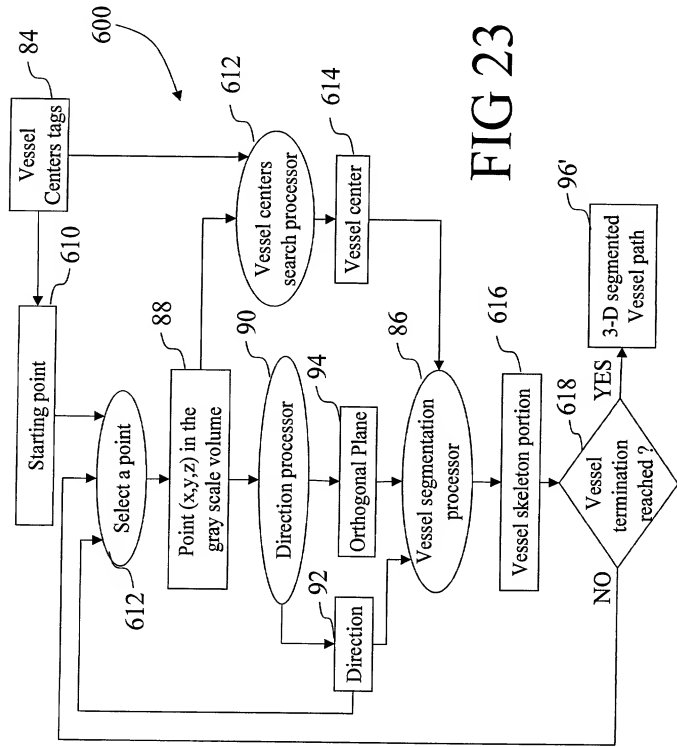 Vessel
Centers tags
84
600
610
Starting point
612
Select a point
612
Vessel centers
search processor
88
Point (x,y,z) in the
gray scale volume
614
Vessel center
90
Direction processor
92
Direction
94
Orthogonal Plane
86
Vessel segmentation
processor
616
Vessel skeleton portion
618
Vessel
termination
reached ?
NO
YES
96'
3-D segmented
Vessel path
FIG 23